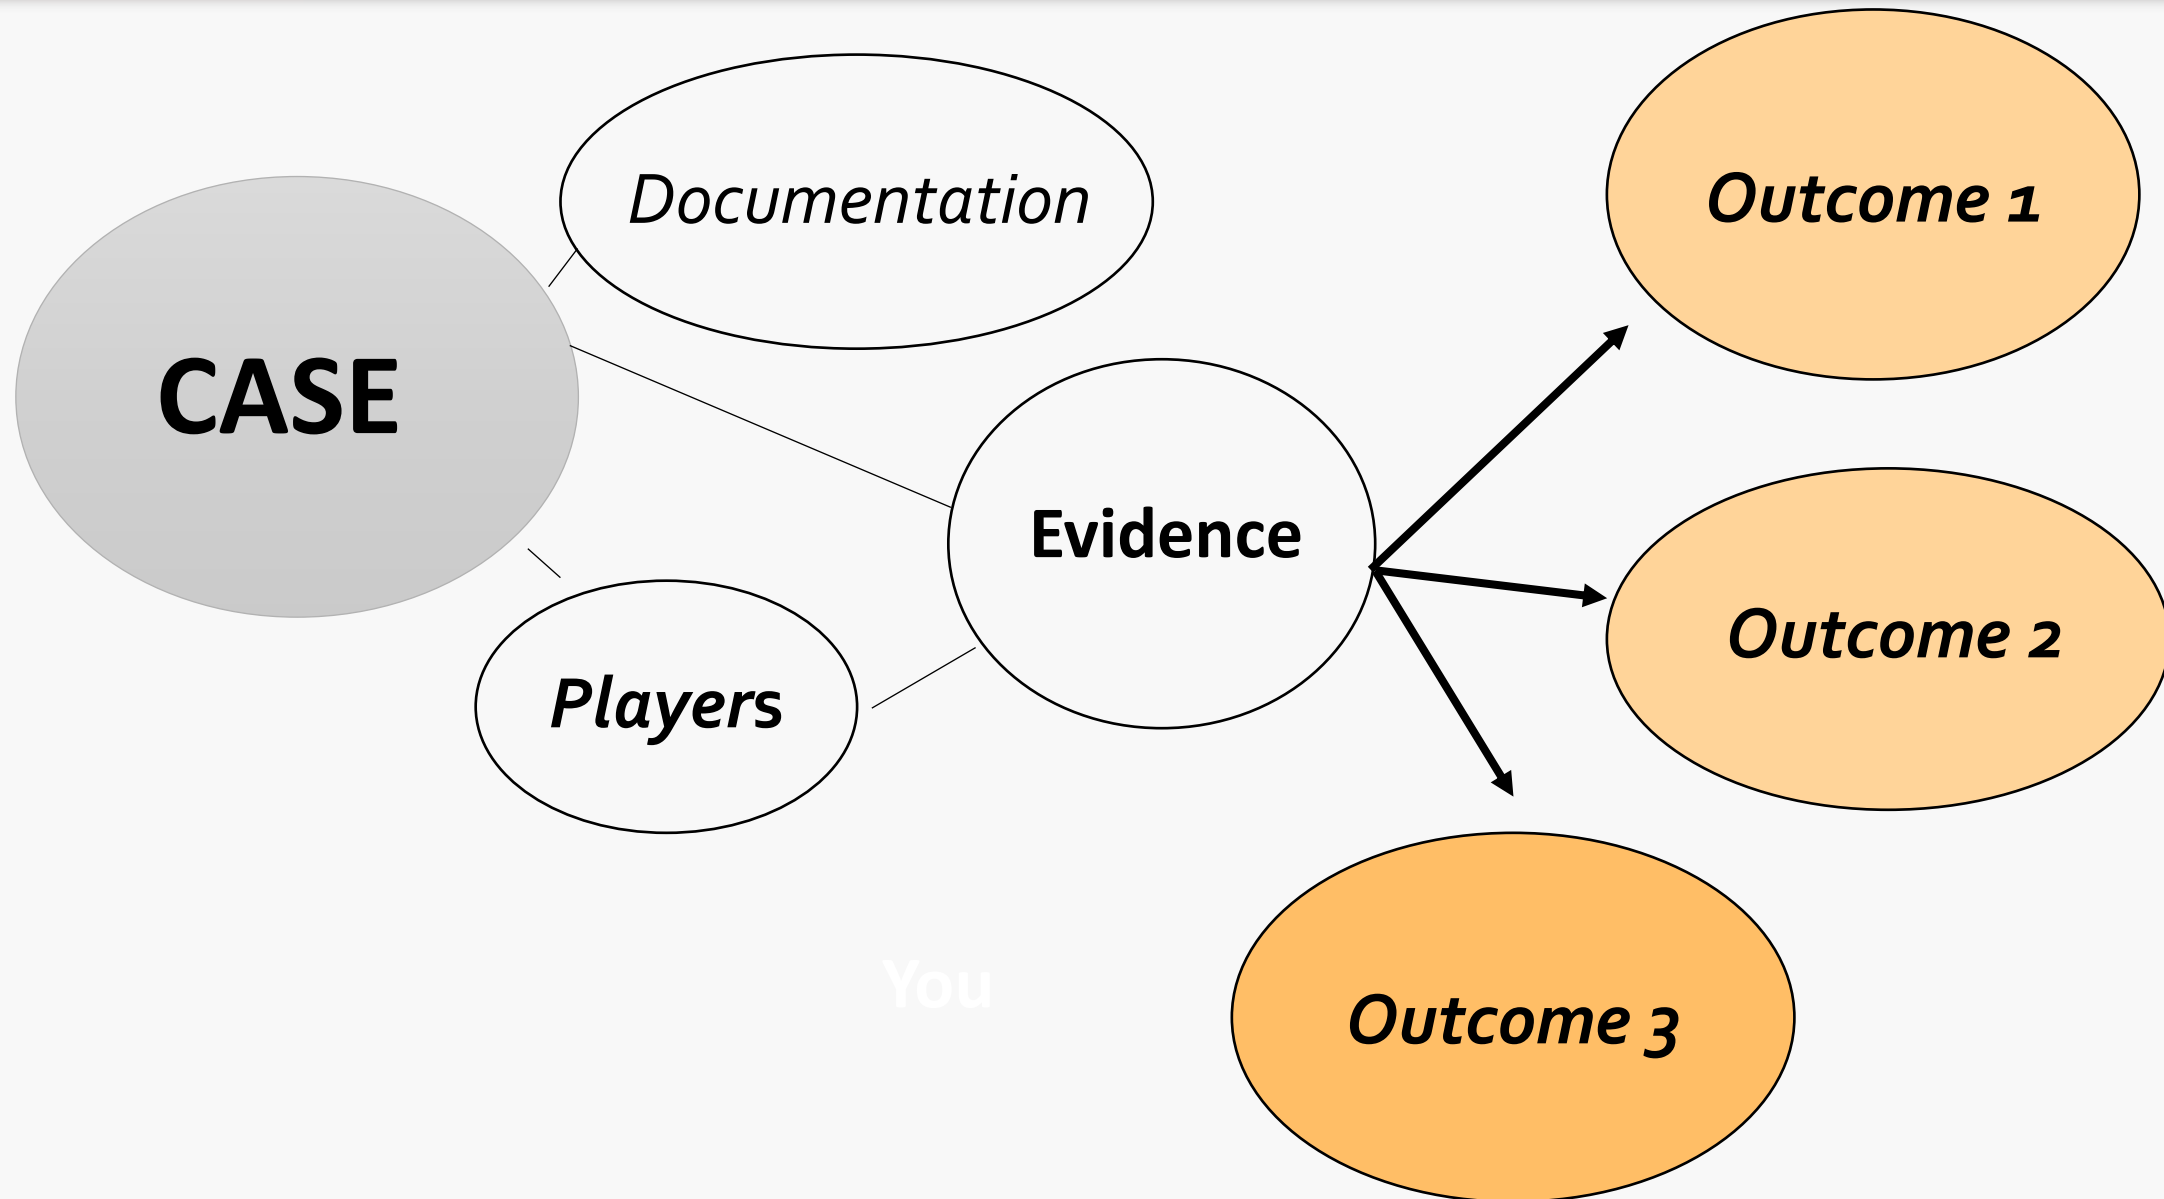 Documentation
Outcome 1
CASE
Evidence
Outcome 2
Players
You
Outcome 3